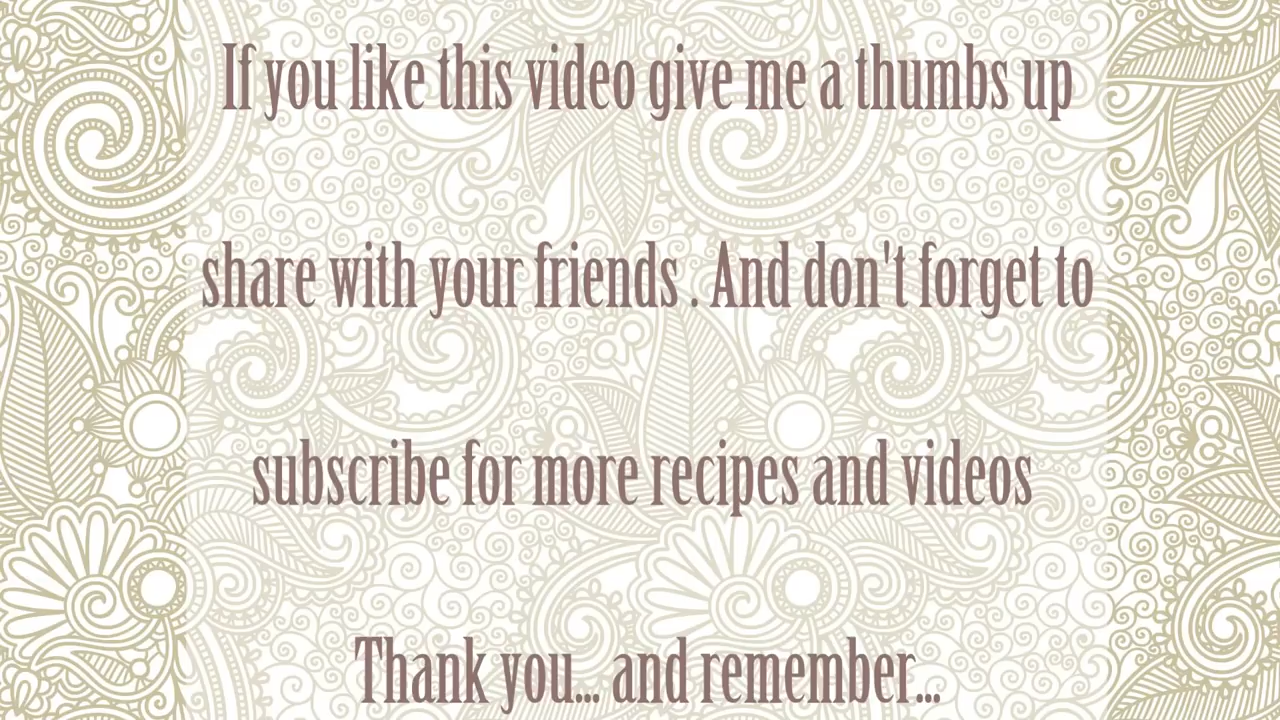 If you like this video give me a thumbs up
share with your friends . And don't forget to
subscribe for more recipes and videos
Thank you... and remember...